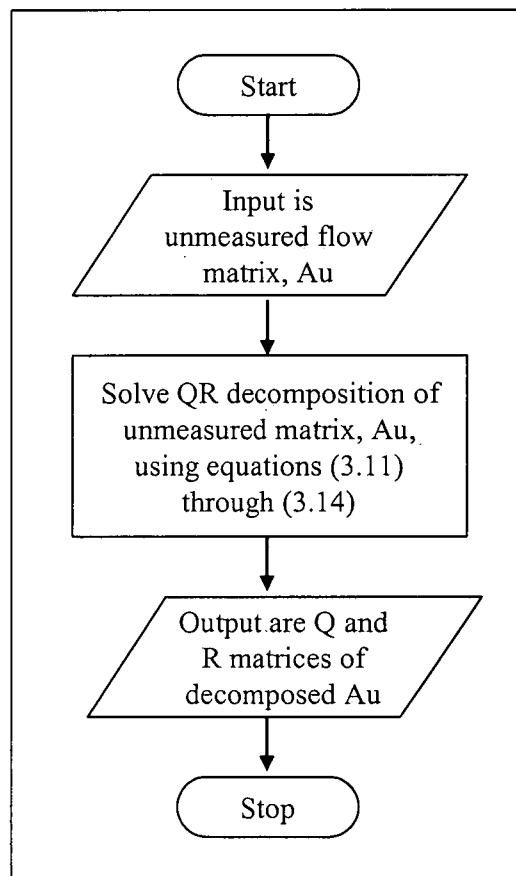 Start
Input is
unmeasured flow
matrix, Au
Solve QR decomposition of
unmeasured matrix, Au,
using equations (3.11)
through (3.14)
Output are Q and
R matrices of
decomposed Au
Stop